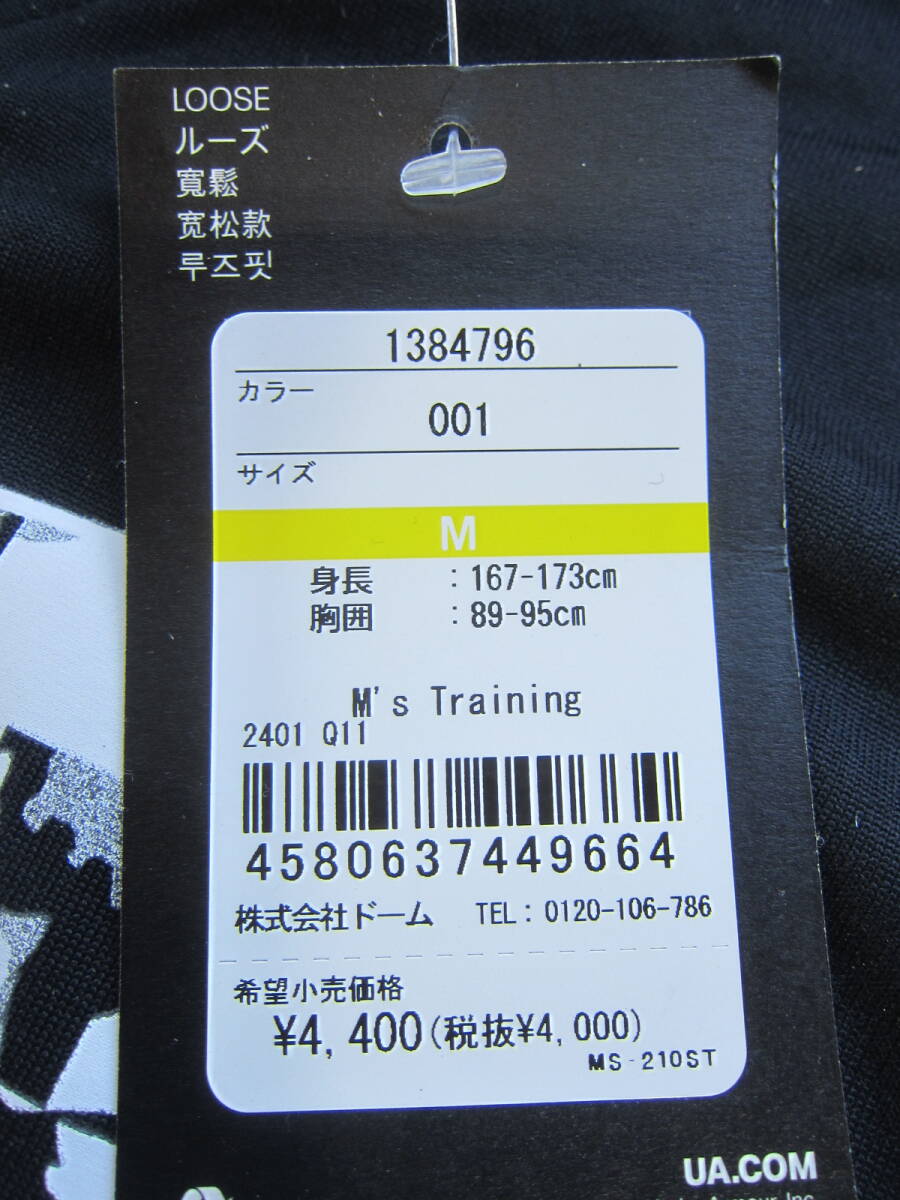 LOOSE
ルーズ
寬鬆
宽松款
루즈핏
1384796
カラー
001
サイズ
M
身長 : 167-173cm
胸囲 : 89-95cm
M's Training
2401 Q11
4580637449664
株式会社ドーム TEL: 0120-106-786
希望小売価格
¥4,400(税抜¥4,000)
MS-210ST
UA.COM